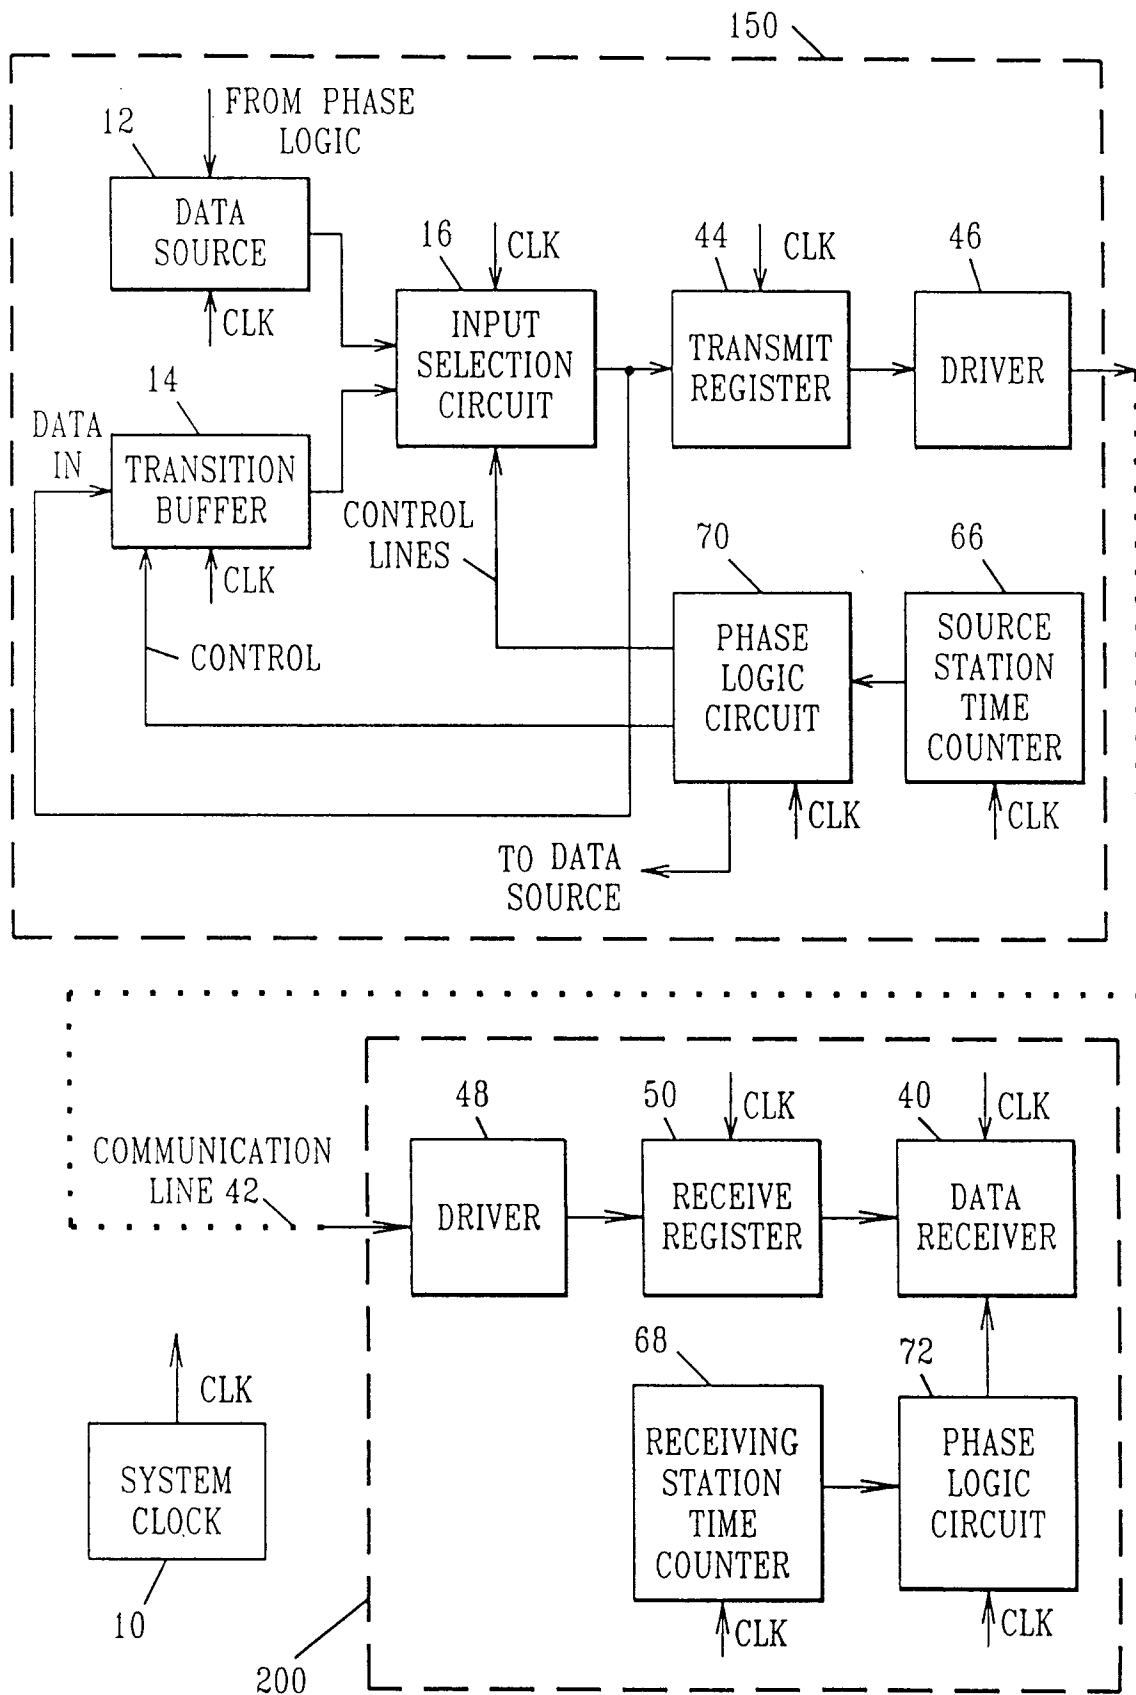 150
FROM PHASE
LOGIC
12
DATA
SOURCE
CLK
16
CLK
INPUT
SELECTION
CIRCUIT
44
CLK
TRANSMIT
REGISTER
46
DRIVER
DATA
IN
14
TRANSITION
BUFFER
CLK
CONTROL
CONTROL
LINES
70
PHASE
LOGIC
CIRCUIT
CLK
66
SOURCE
STATION
TIME
COUNTER
CLK
TO DATA
SOURCE
COMMUNICATION
LINE 42
48
DRIVER
50
CLK
RECEIVE
REGISTER
40
CLK
DATA
RECEIVER
68
RECEIVING
STATION
TIME
COUNTER
CLK
72
PHASE
LOGIC
CIRCUIT
CLK
CLK
SYSTEM
CLOCK
10
200